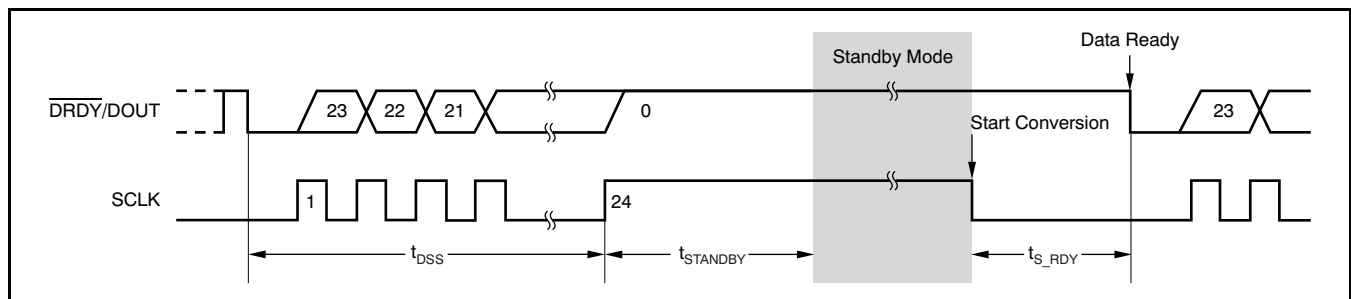 Data Ready
Standby Mode
DRDY/DOUT
23
22
21
0
23
Start Conversion
SCLK
1
24
tDSS
tSTANDBY
tS_RDY